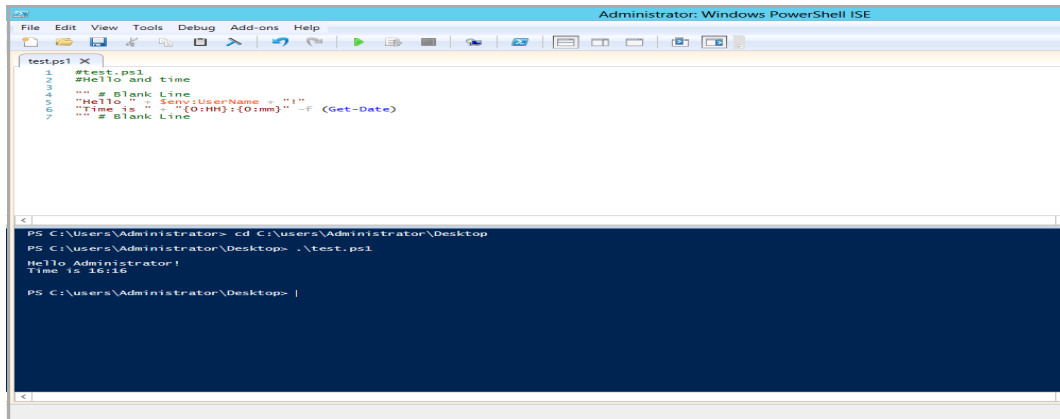 Administrator: Windows PowerShell ISE
File Edit View Tools Debug Add-ons Help
test.ps1 X
1 #test.ps1
2 #Hello and time
3
4 "" # Blank Line
5 "Hello " + $env:UserName + "!"
6 "Time is " + "{0:HH}:{0:mm}" -f (Get-Date)
7 "" # Blank Line
PS C:\Users\Administrator> cd C:\users\Administrator\Desktop
PS C:\users\Administrator\Desktop> .\test.ps1
Hello Administrator!
Time is 16:16
PS C:\users\Administrator\Desktop>